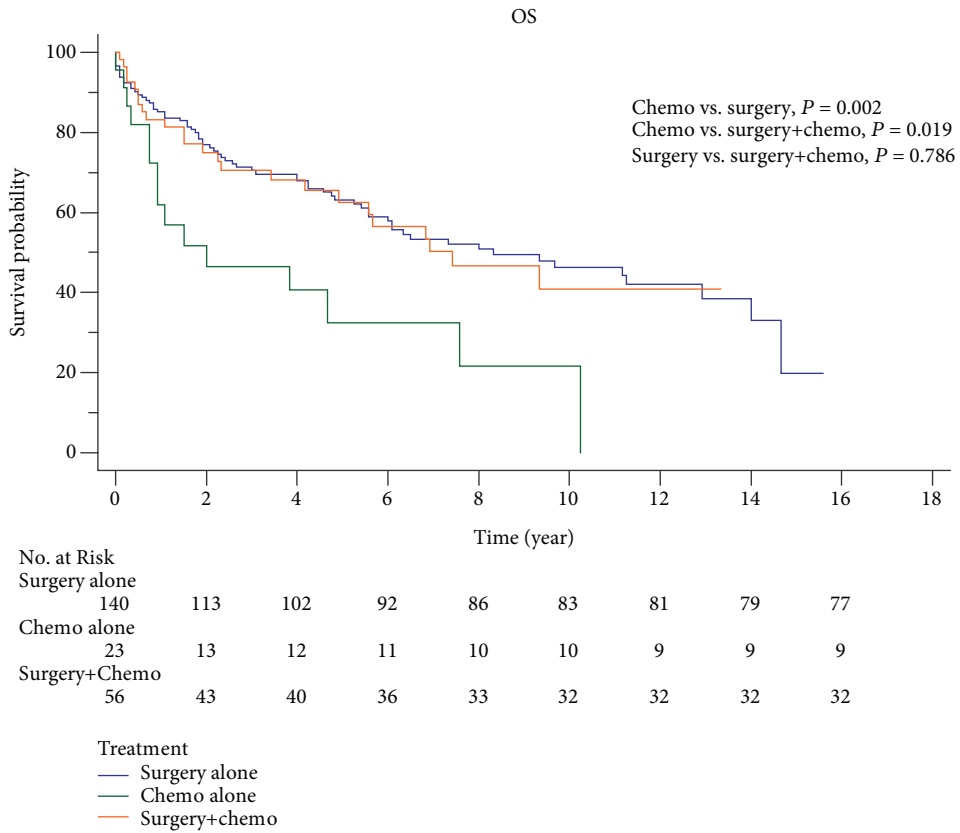 OS
Survival probability
100
80
60
40
20
0
Chemo vs. surgery, P = 0.002
Chemo vs. surgery+chemo, P = 0.019
Surgery vs. surgery+chemo, P = 0.786
0 2 4 6 8 10 12 14 16 18
Time (year)
No. at Risk
Surgery alone
140 113 102 92 86 83 81 79 77
Chemo alone
23 13 12 11 10 10 9 9 9
Surgery+Chemo
56 43 40 36 33 32 32 32 32
Treatment
Surgery alone
Chemo alone
Surgery+chemo